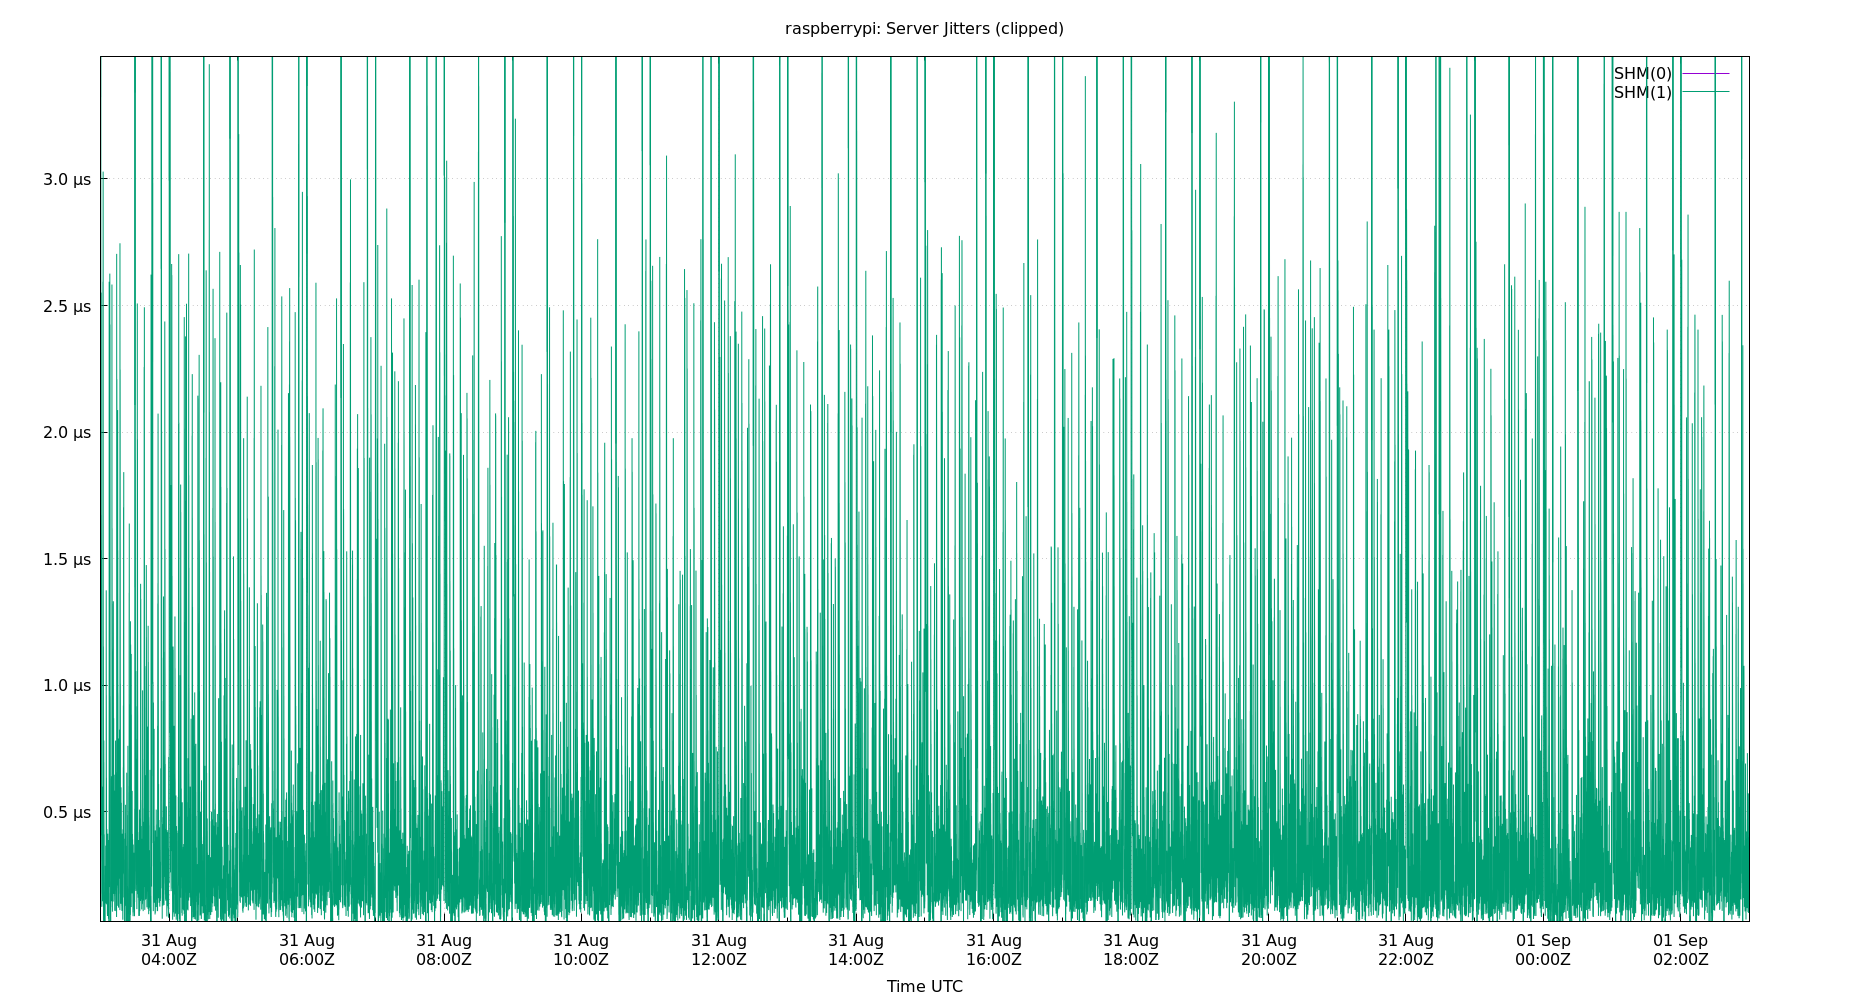 raspberrypi: Server Jitters (clipped)
SHM(0)
SHM(1)
3.0 µs
2.5 µs
2.0 µs
1.5 µs
1.0 µs
0.5 µs
31 Aug 31 Aug 31 Aug 31 Aug 31 Aug 31 Aug 31 Aug 31 Aug 31 Aug 31 Aug 01 Sep 01 Sep
04:00Z 06:00Z 08:00Z 10:00Z 12:00Z 14:00Z 16:00Z 18:00Z 20:00Z 22:00Z 00:00Z 02:00Z
Time UTC